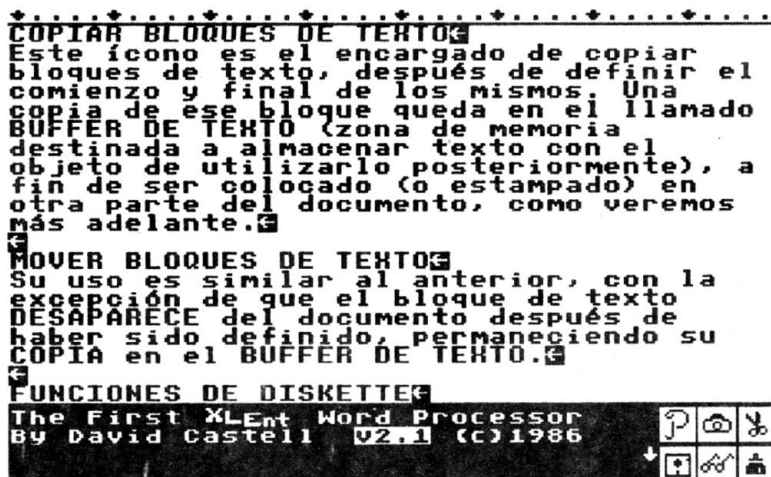 COPIAR BLOQUES DE TEXTO
Este ícono es el encargado de copiar
bloques de texto, después de definir el
comienzo y final de los mismos. Una
copia de ese bloque queda en el llamado
BUFFER DE TEXTO (zona de memoria
destinada a almacenar texto con el
objeto de utilizarlo posteriormente), a
fin de ser colocado (o estampado) en
otra parte del documento, como veremos
más adelante.
MOVER BLOQUES DE TEXTO
Su uso es similar al anterior, con la
excepción de que el bloque de texto
DESAPARECE del documento después de
haber sido definido, permaneciendo su
COPIA en el BUFFER DE TEXTO.
FUNCIONES DE DISKETTE
The First XLEnt Word Processor
By David Castell V2.1 (c)1986